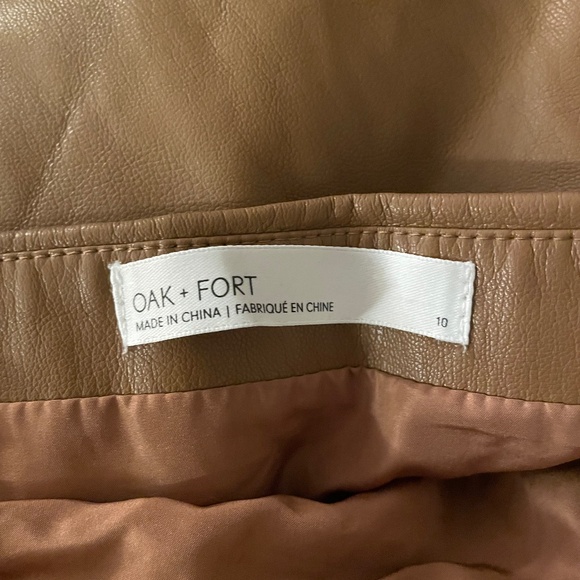 OAK + FORT
MADE IN CHINA | FABRIQUÉ EN CHINE
10